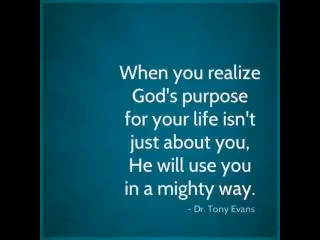 When you realize
God's purpose
for your life isn't
just about you,
He will use you
in a mighty way.
- Dr. Tony Evans